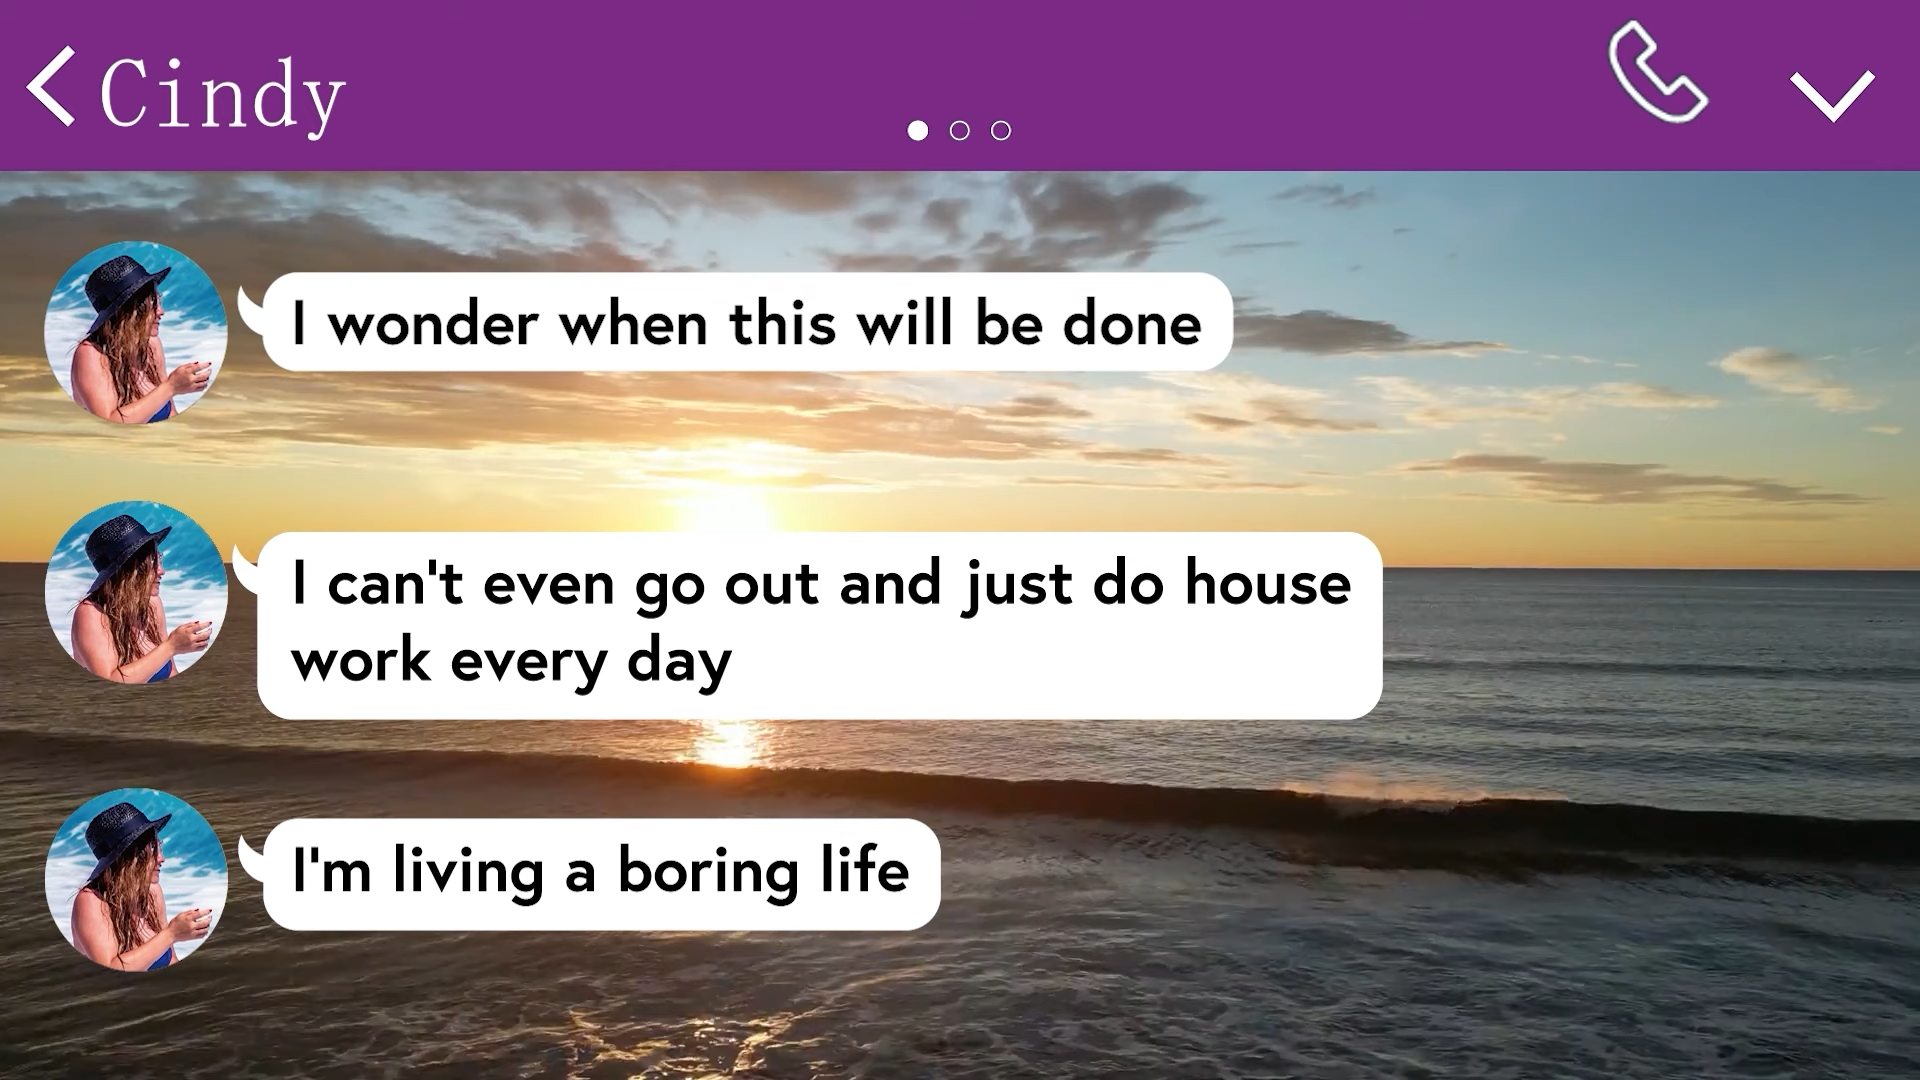 Cindy
I wonder when this will be done
I can't even go out and just do house
work every day
I'm living a boring life